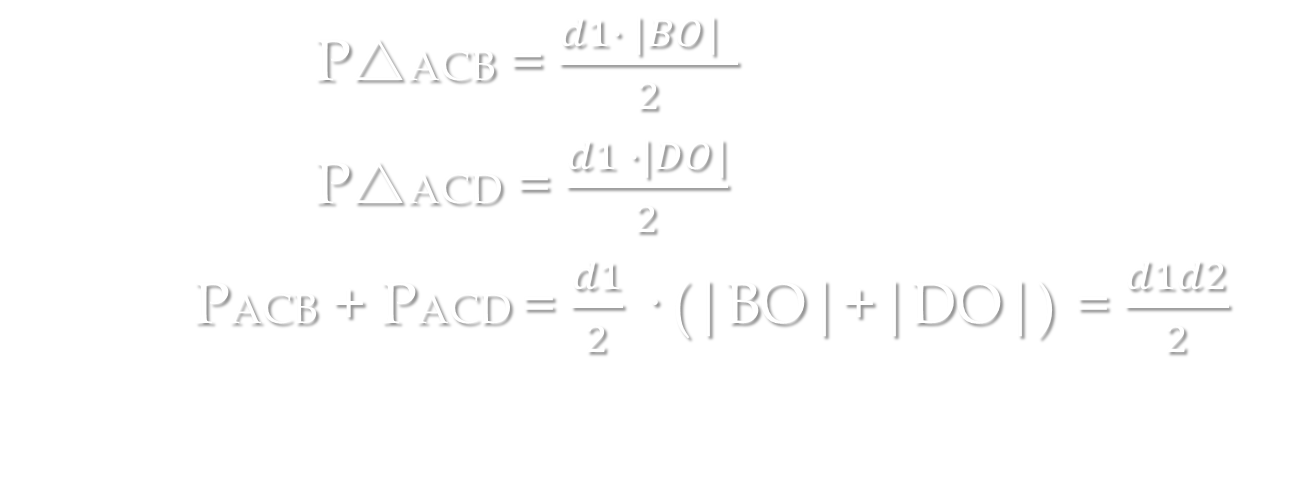 P△ACB = d1· |BO| / 2
P△ACD = d1 ·|DO| / 2
PACB + PACD = d1 / 2 · (|BO|+|DO|) = d1d2 / 2